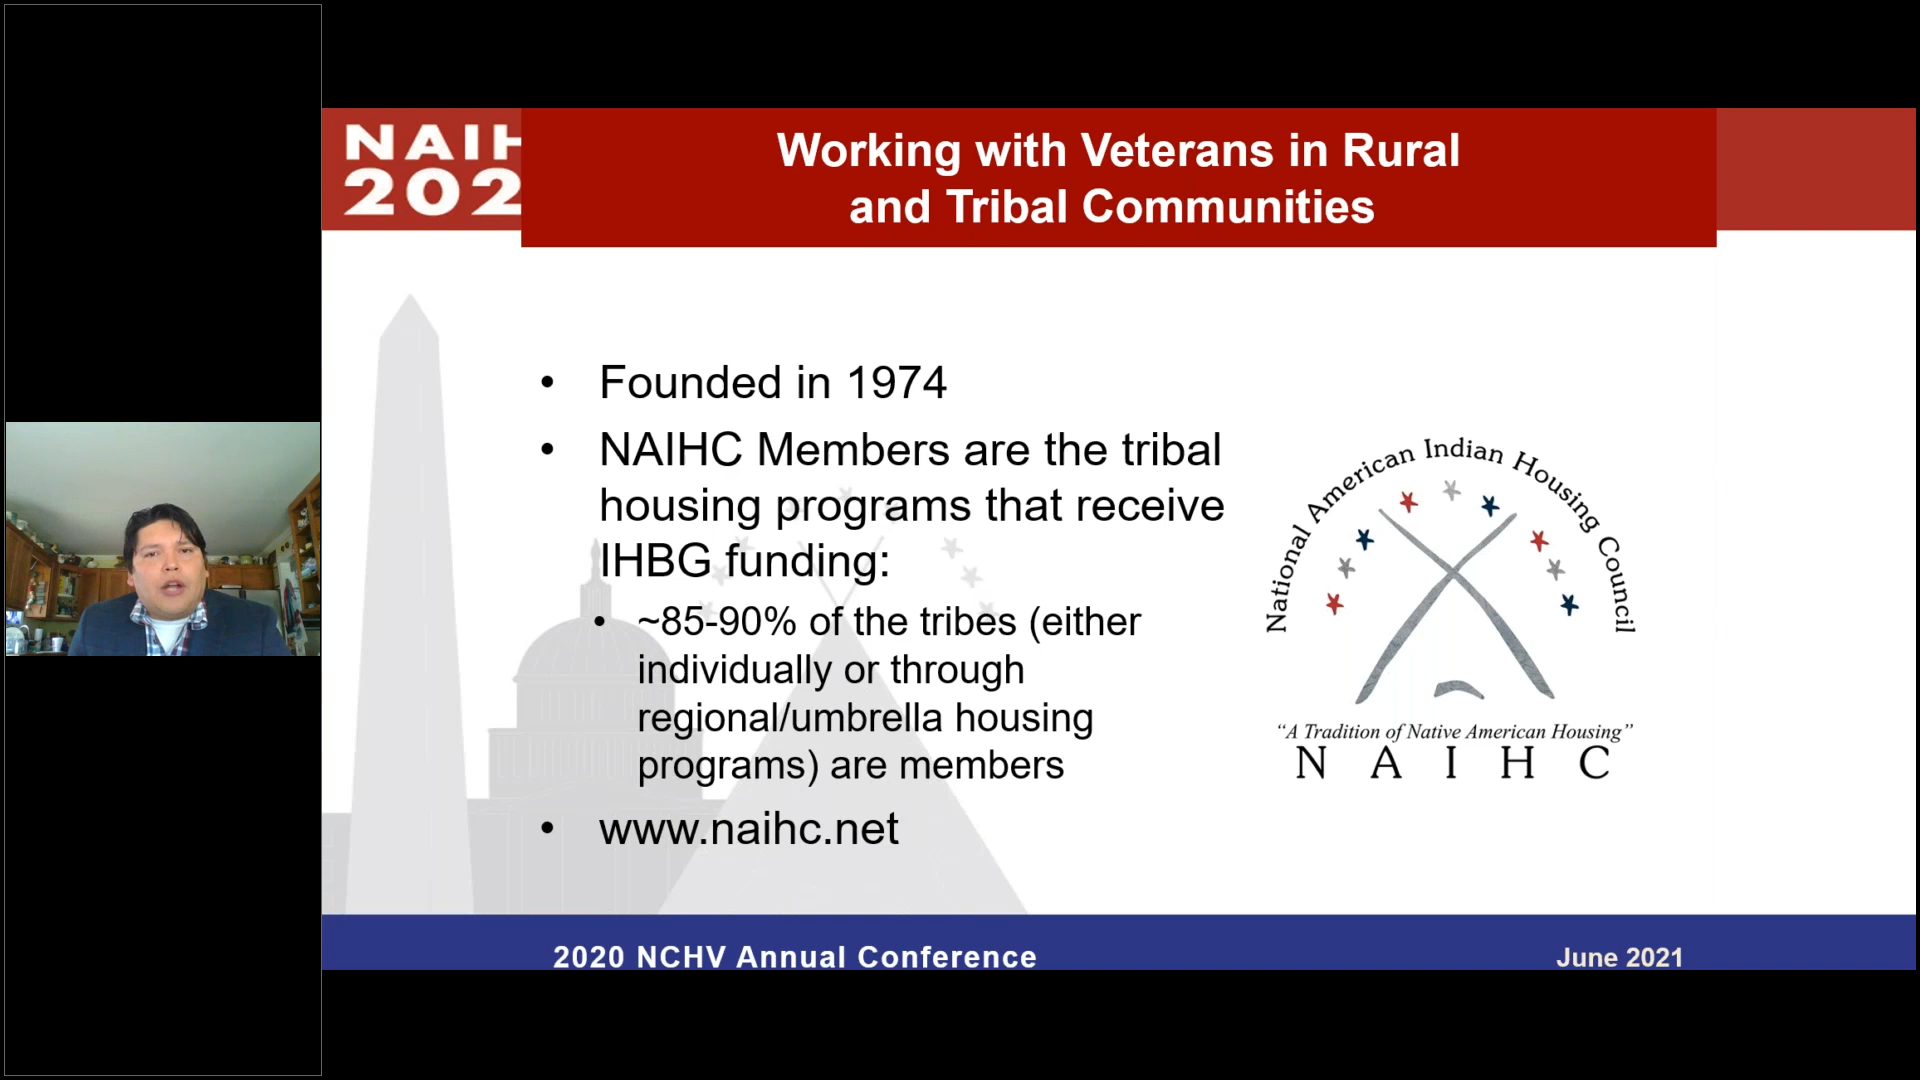 NAIH
202
Working with Veterans in Rural
and Tribal Communities
• Founded in 1974
• NAIHC Members are the tribal
housing programs that receive
IHBG funding:
• ~85-90% of the tribes (either
individually or through
regional/umbrella housing
programs) are members
• www.naihc.net
National American Indian Housing Council
“A Tradition of Native American Housing”
N A I H C
2020 NCHV Annual Conference
June 2021